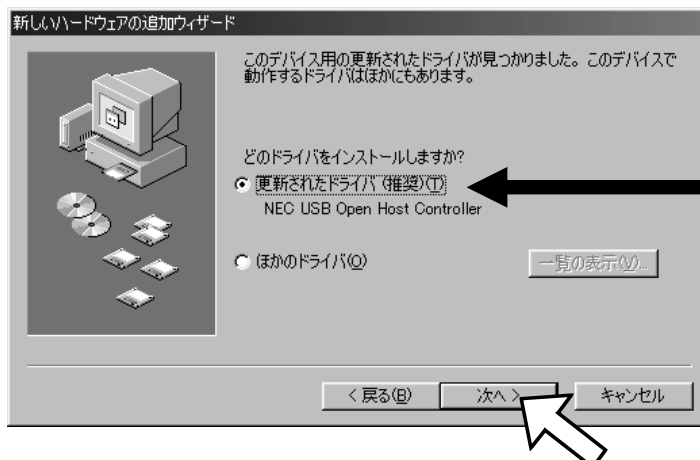 新しいハードウェアの追加ウィザード
このデバイス用の更新されたドライバが見つかりました。このデバイスで
動作するドライバはほかにもあります。
どのドライバをインストールしますか?
更新されたドライバ (推奨)(T)
NEC USB Open Host Controller
ほかのドライバ(O)
一覧の表示(V)...
< 戻る(B)
次へ >
キャンセル